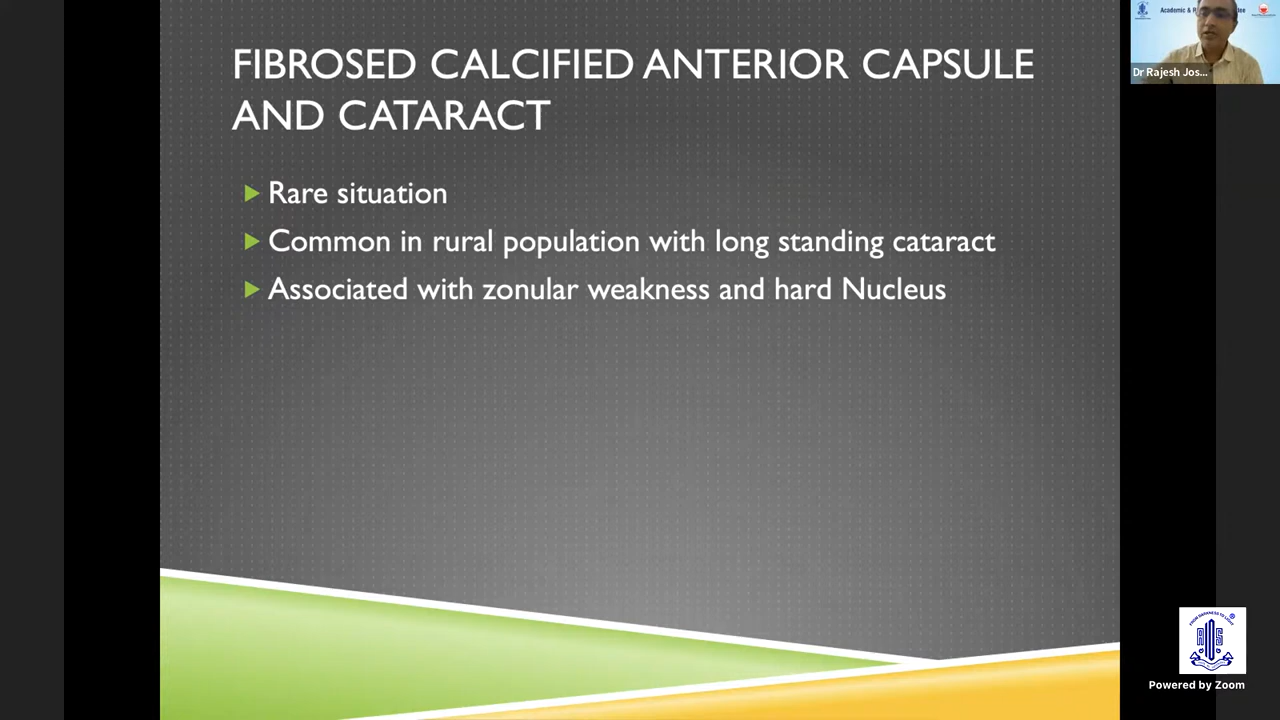 FIBROSED CALCIFIED ANTERIOR CAPSULE
AND CATARACT
Rare situation
Common in rural population with long standing cataract
Associated with zonular weakness and hard Nucleus
Academic &
Dr Rajesh Jos...
Powered by Zoom